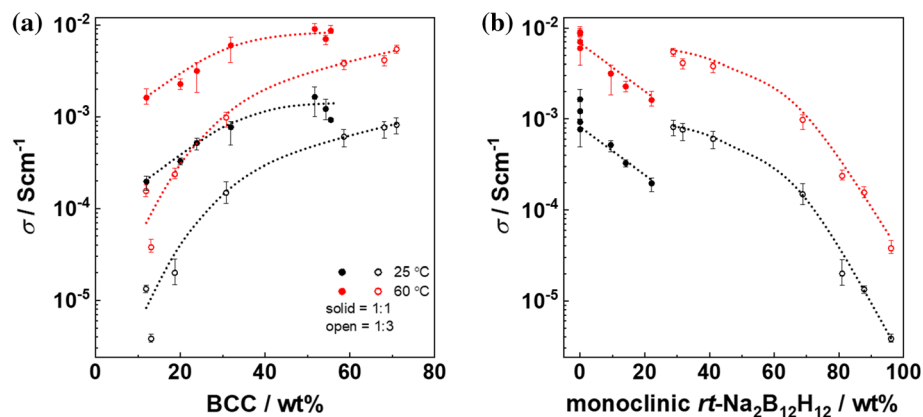 (a)
10⁻²
10⁻³
10⁻⁴
10⁻⁵
σ / Scm⁻¹
25 °C
60 °C
solid = 1:1
open = 1:3
0 20 40 60 80
BCC / wt%
(b)
10⁻²
10⁻³
10⁻⁴
10⁻⁵
σ / Scm⁻¹
0 20 40 60 80 100
monoclinic rt-Na₂B₁₂H₁₂ / wt%